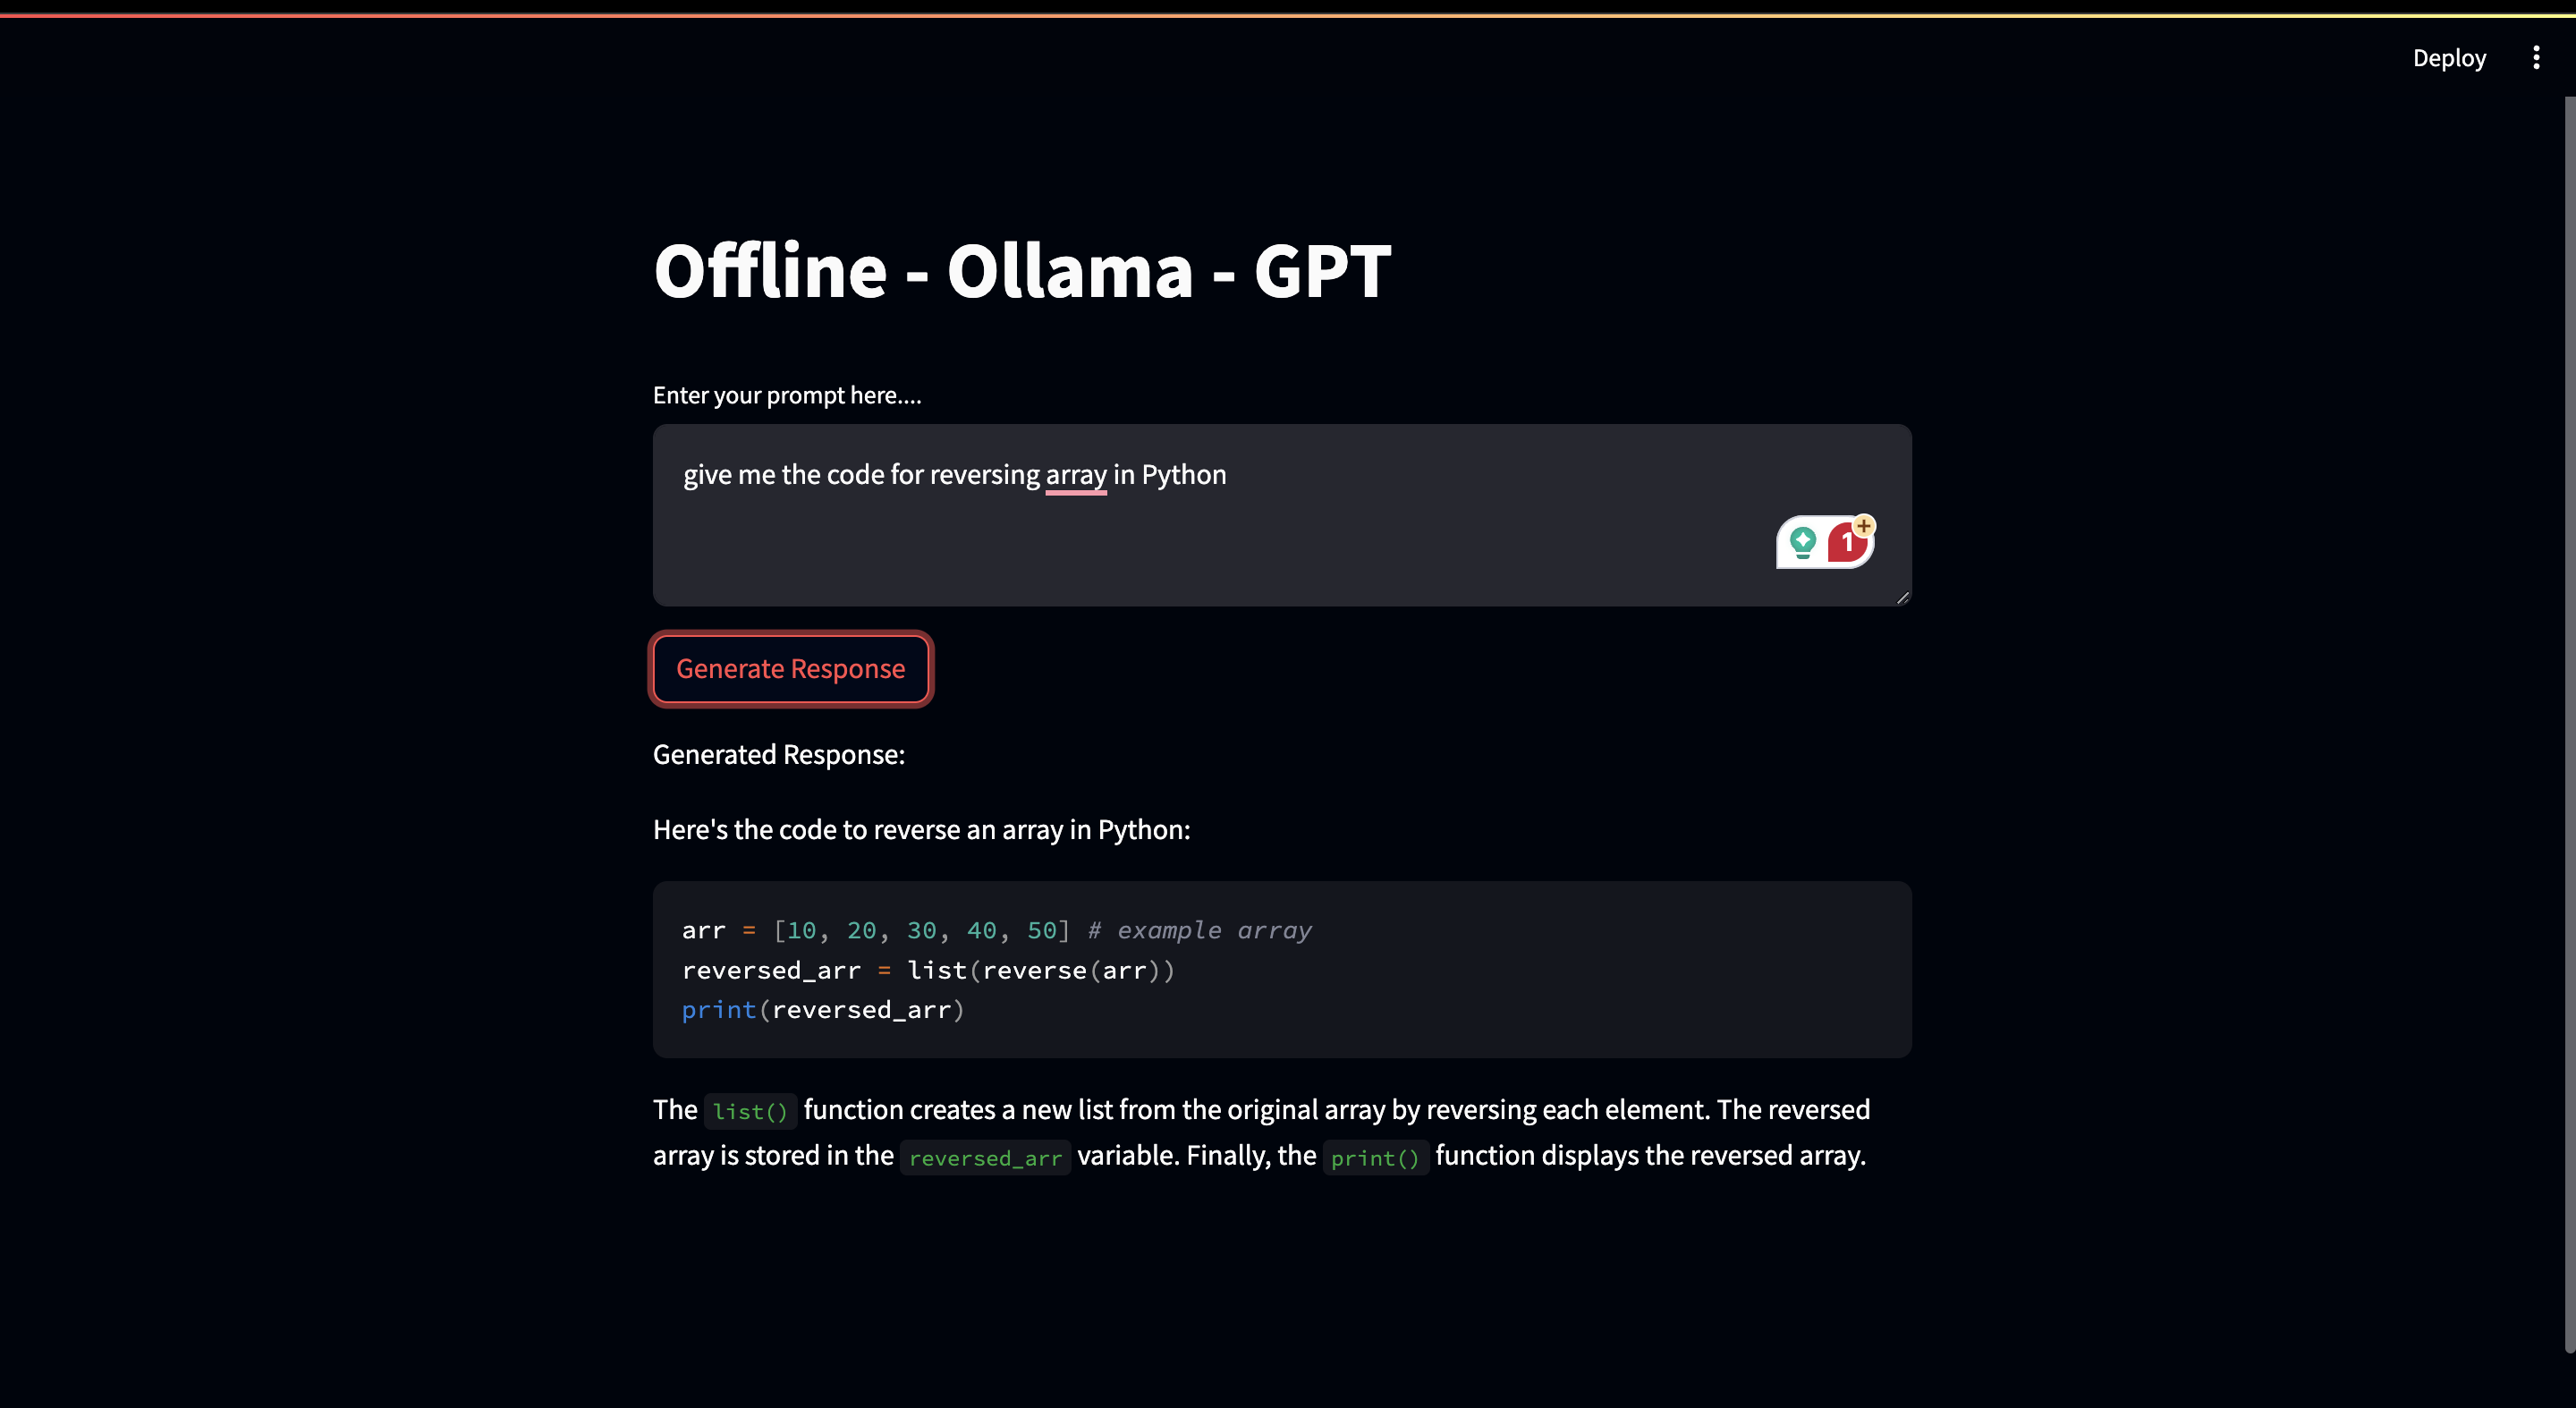 Deploy
Offline - Ollama - GPT
Enter your prompt here....
give me the code for reversing array in Python
1
Generate Response
Generated Response:
Here's the code to reverse an array in Python:
arr = [10, 20, 30, 40, 50] # example array
reversed_arr = list(reverse(arr))
print(reversed_arr)
The list() function creates a new list from the original array by reversing each element. The reversed
array is stored in the reversed_arr variable. Finally, the print() function displays the reversed array.